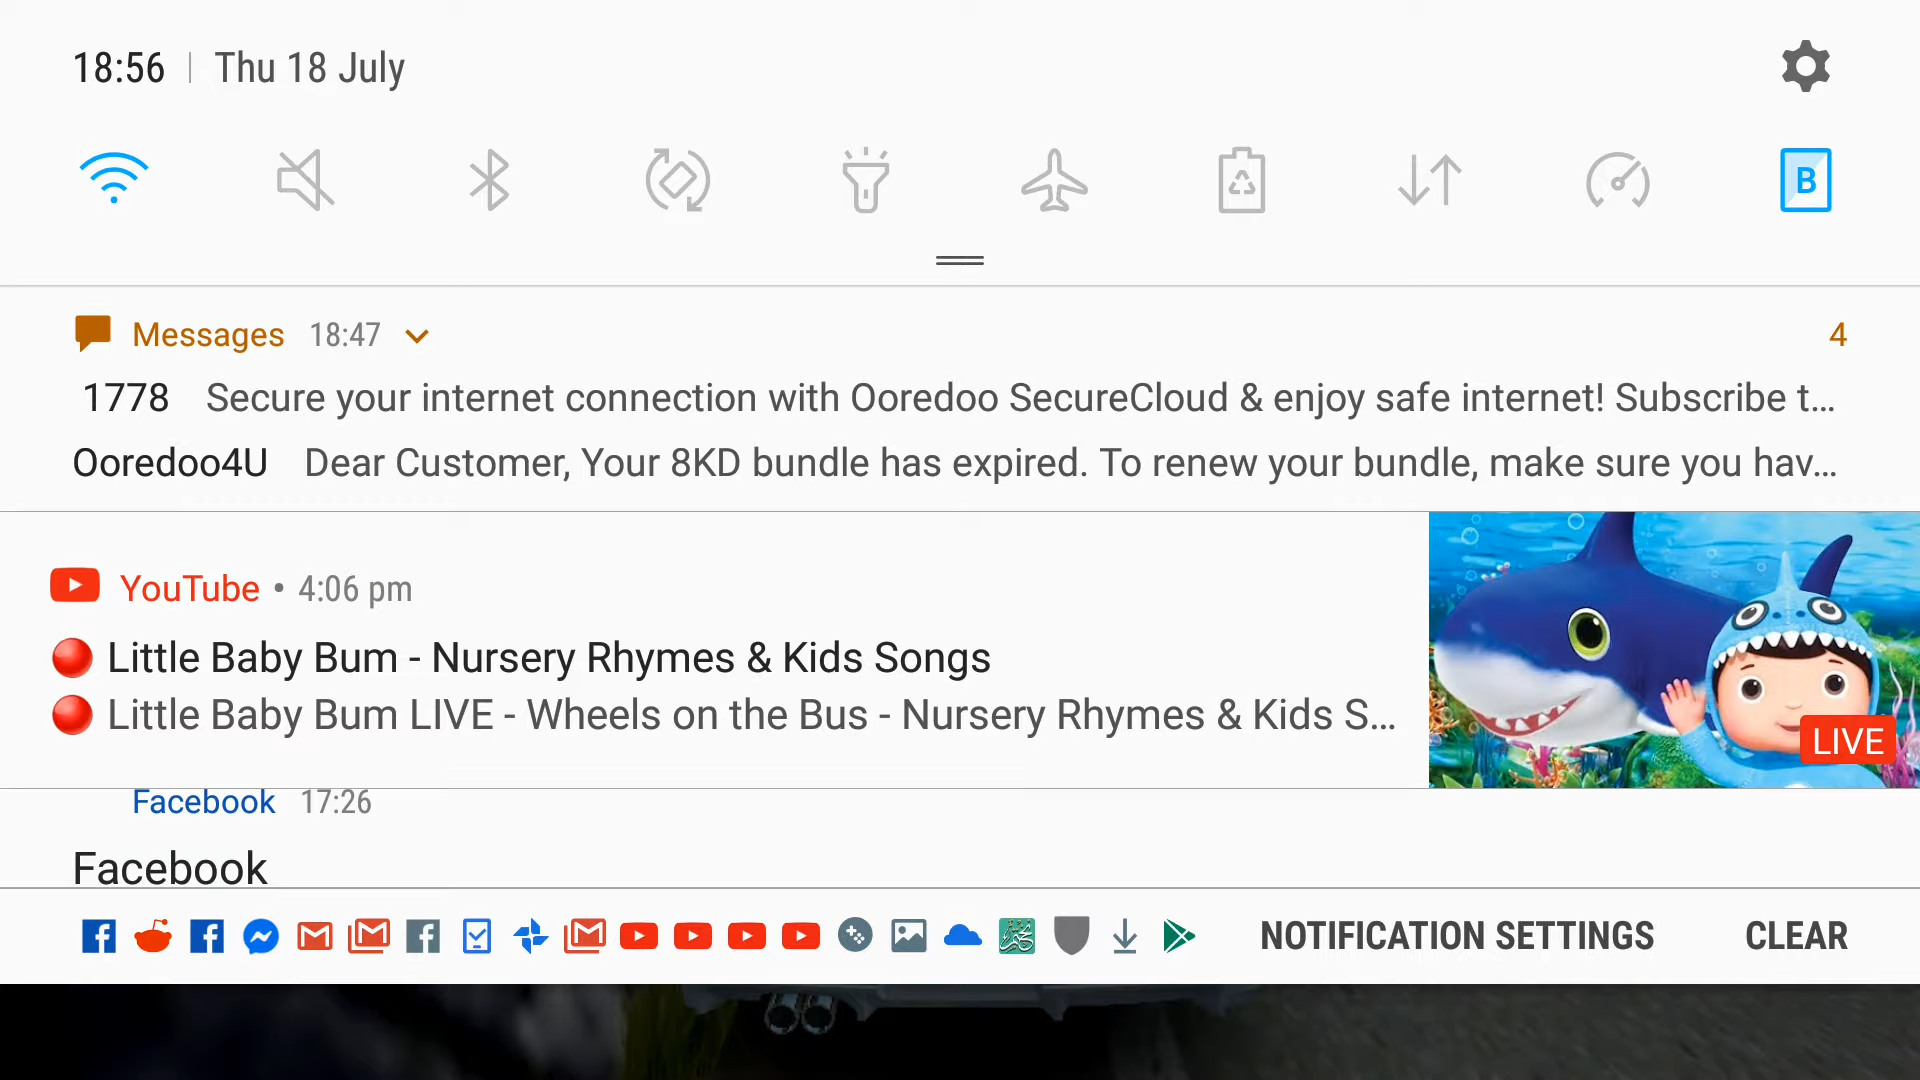 18:56 | Thu 18 July
B
Messages 18:47 4
1778 Secure your internet connection with Ooredoo SecureCloud & enjoy safe internet! Subscribe t...
Ooredoo4U Dear Customer, Your 8KD bundle has expired. To renew your bundle, make sure you hav...
YouTube • 4:06 pm
Little Baby Bum - Nursery Rhymes & Kids Songs
Little Baby Bum LIVE - Wheels on the Bus - Nursery Rhymes & Kids S...
LIVE
Facebook 17:26
Facebook
NOTIFICATION SETTINGS CLEAR